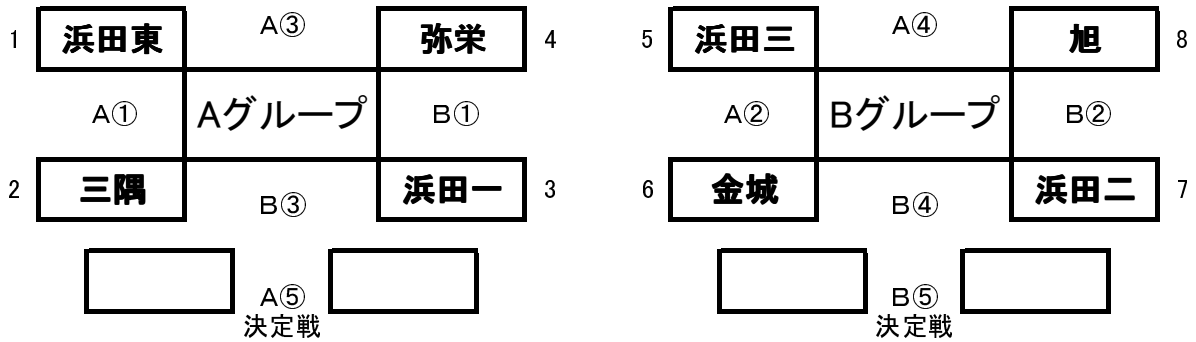 1 浜田東 A③ 弥栄 4
A① Aグループ B①
2 三隅 B③ 浜田一 3
A⑤
決定戦
5 浜田三 A④ 旭 8
A② Bグループ B②
6 金城 B④ 浜田二 7
B⑤
決定戦